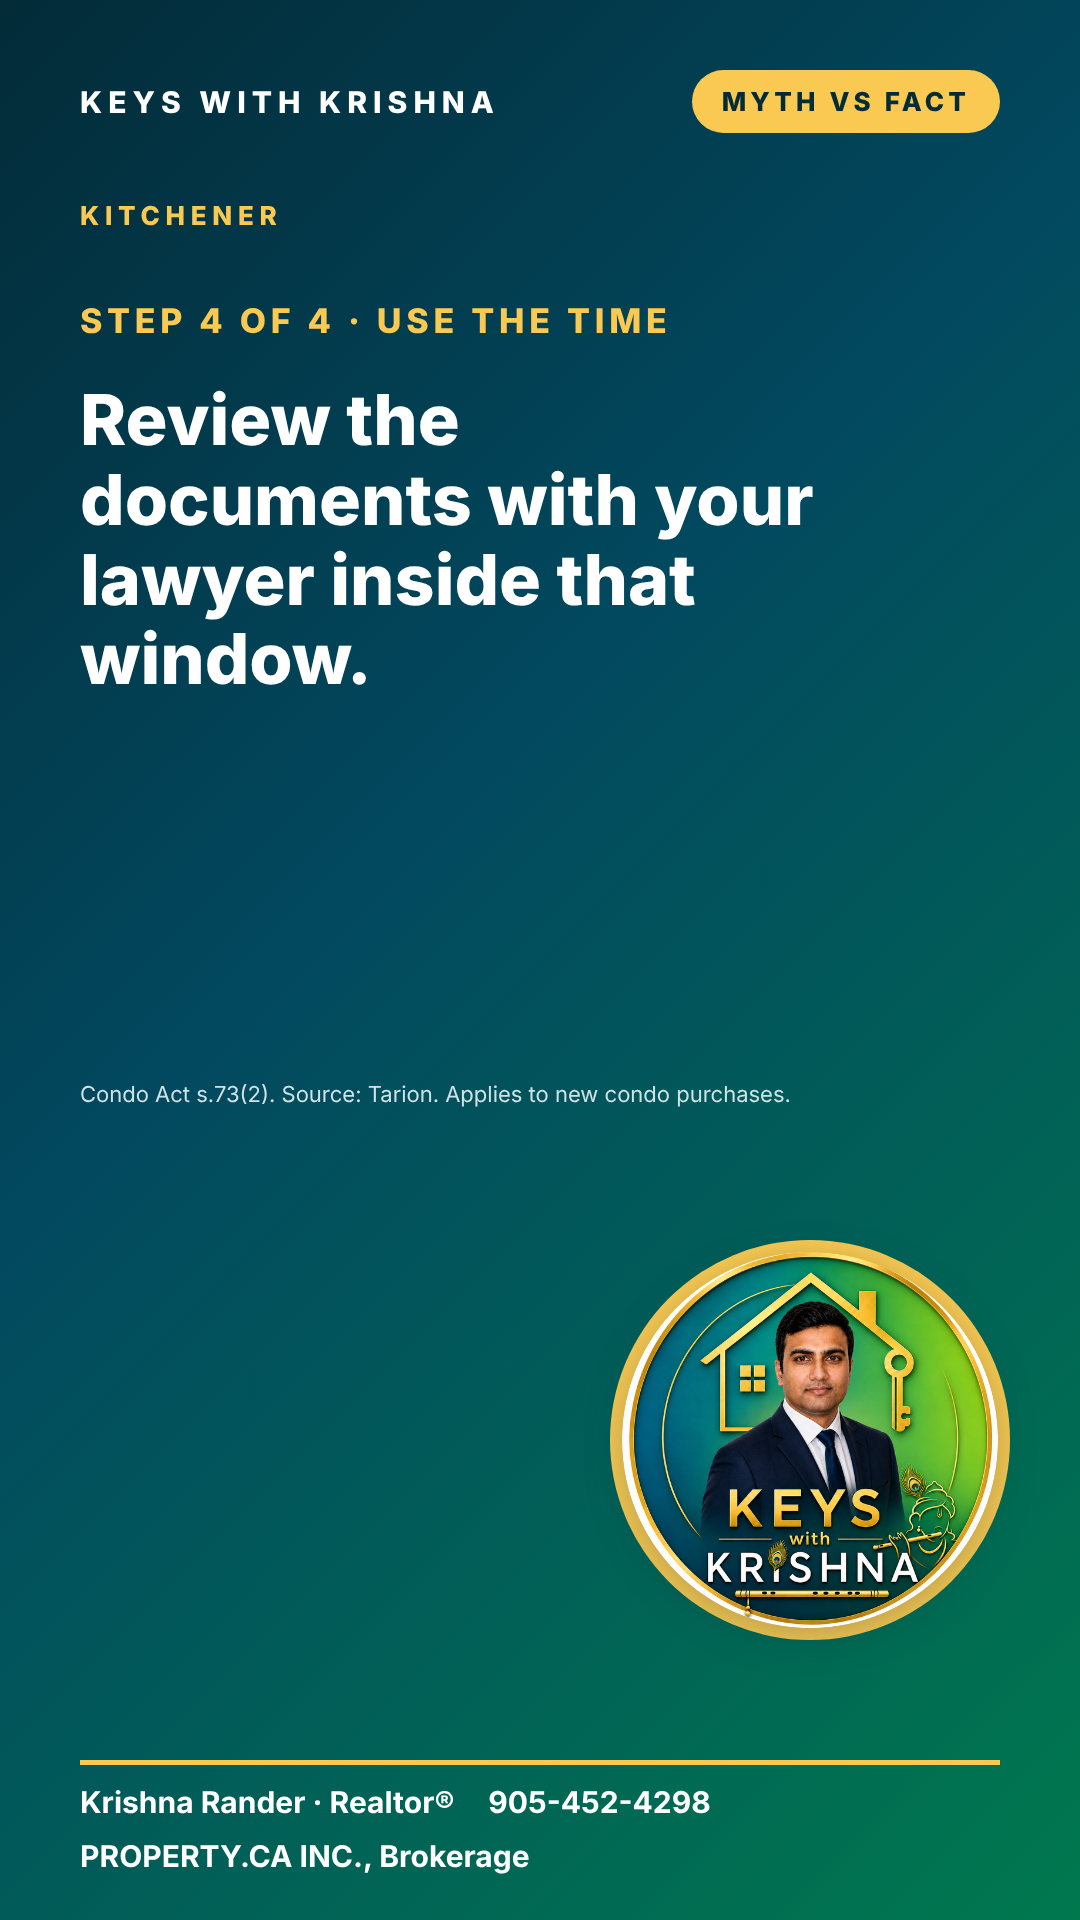 KEYS WITH KRISHNA
MYTH VS FACT
KITCHENER
STEP 4 OF 4 · USE THE TIME
Review the
documents with your
lawyer inside that
window.
Condo Act s.73(2). Source: Tarion. Applies to new condo purchases.
KEYS
with
KRISHNA
Krishna Rander · Realtor® 905-452-4298
PROPERTY.CA INC., Brokerage